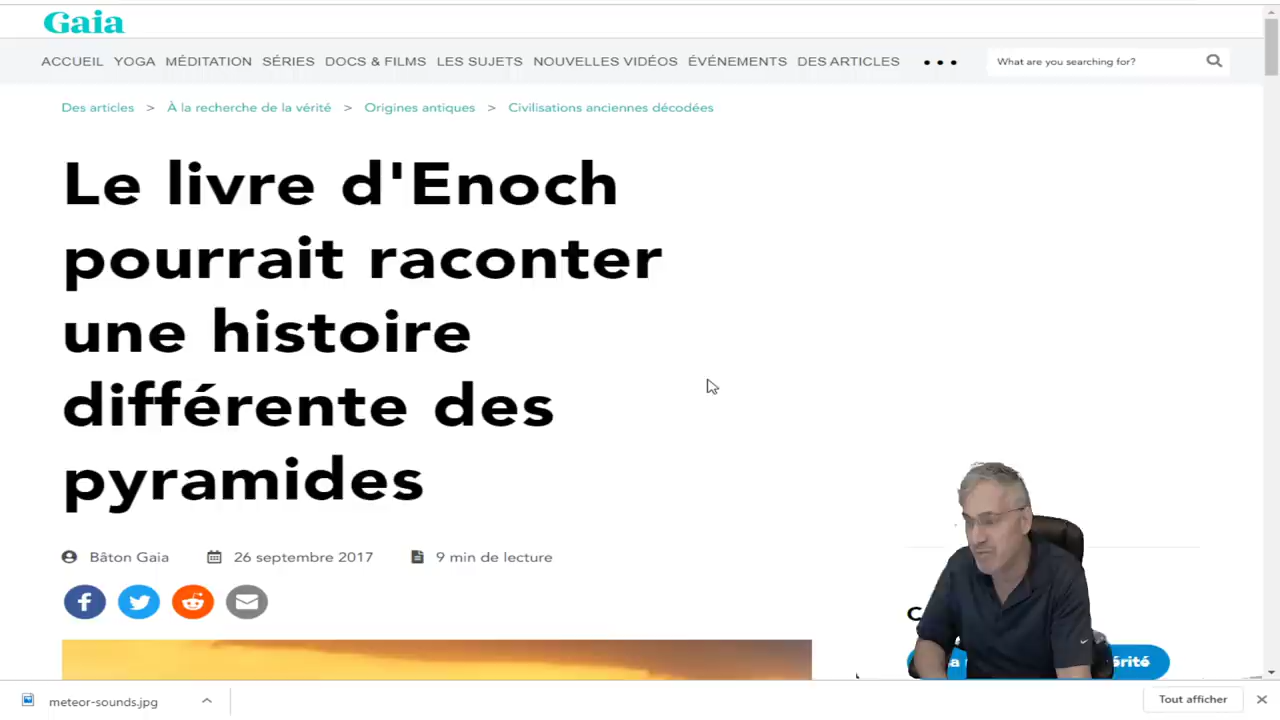 Gaia
ACCUEIL YOGA MÉDITATION SÉRIES DOCS & FILMS LES SUJETS NOUVELLES VIDÉOS ÉVÉNEMENTS DES ARTICLES
What are you searching for?
Des articles > À la recherche de la vérité > Origines antiques > Civilisations anciennes décodées
Le livre d'Enoch
pourrait raconter
une histoire
différente des
pyramides
Bâton Gaia 26 septembre 2017 9 min de lecture
meteor-sounds.jpg
Tout afficher